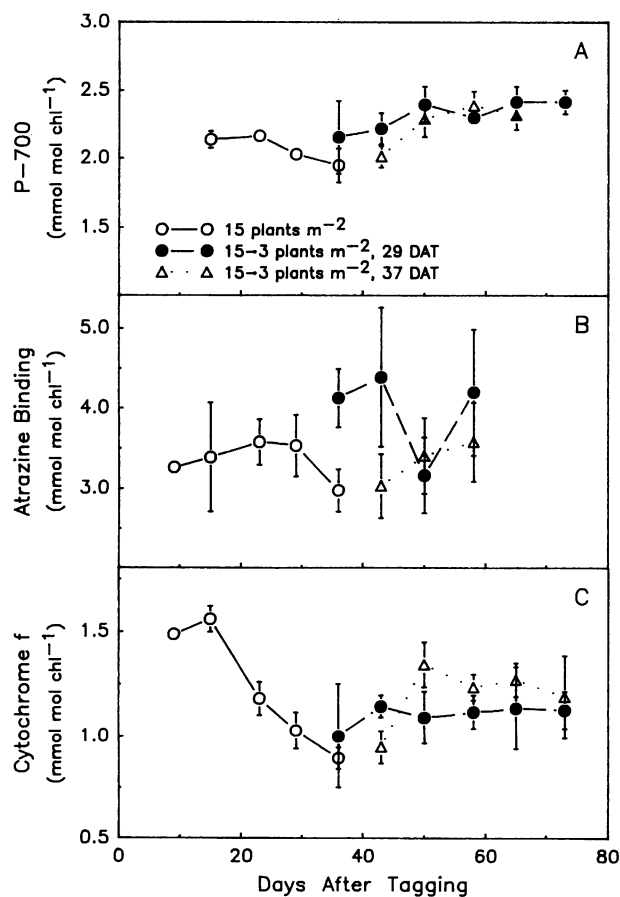 3.0
2.5
2.0
1.5
P-700
(mmol mol chl⁻¹)
A
15 plants m⁻²
15→3 plants m⁻², 29 DAT
15→3 plants m⁻², 37 DAT
5.0
4.0
3.0
Atrazine Binding
(mmol mol chl⁻¹)
B
1.5
1.0
0.5
Cytochrome f
(mmol mol chl⁻¹)
C
0 20 40 60 80
Days After Tagging